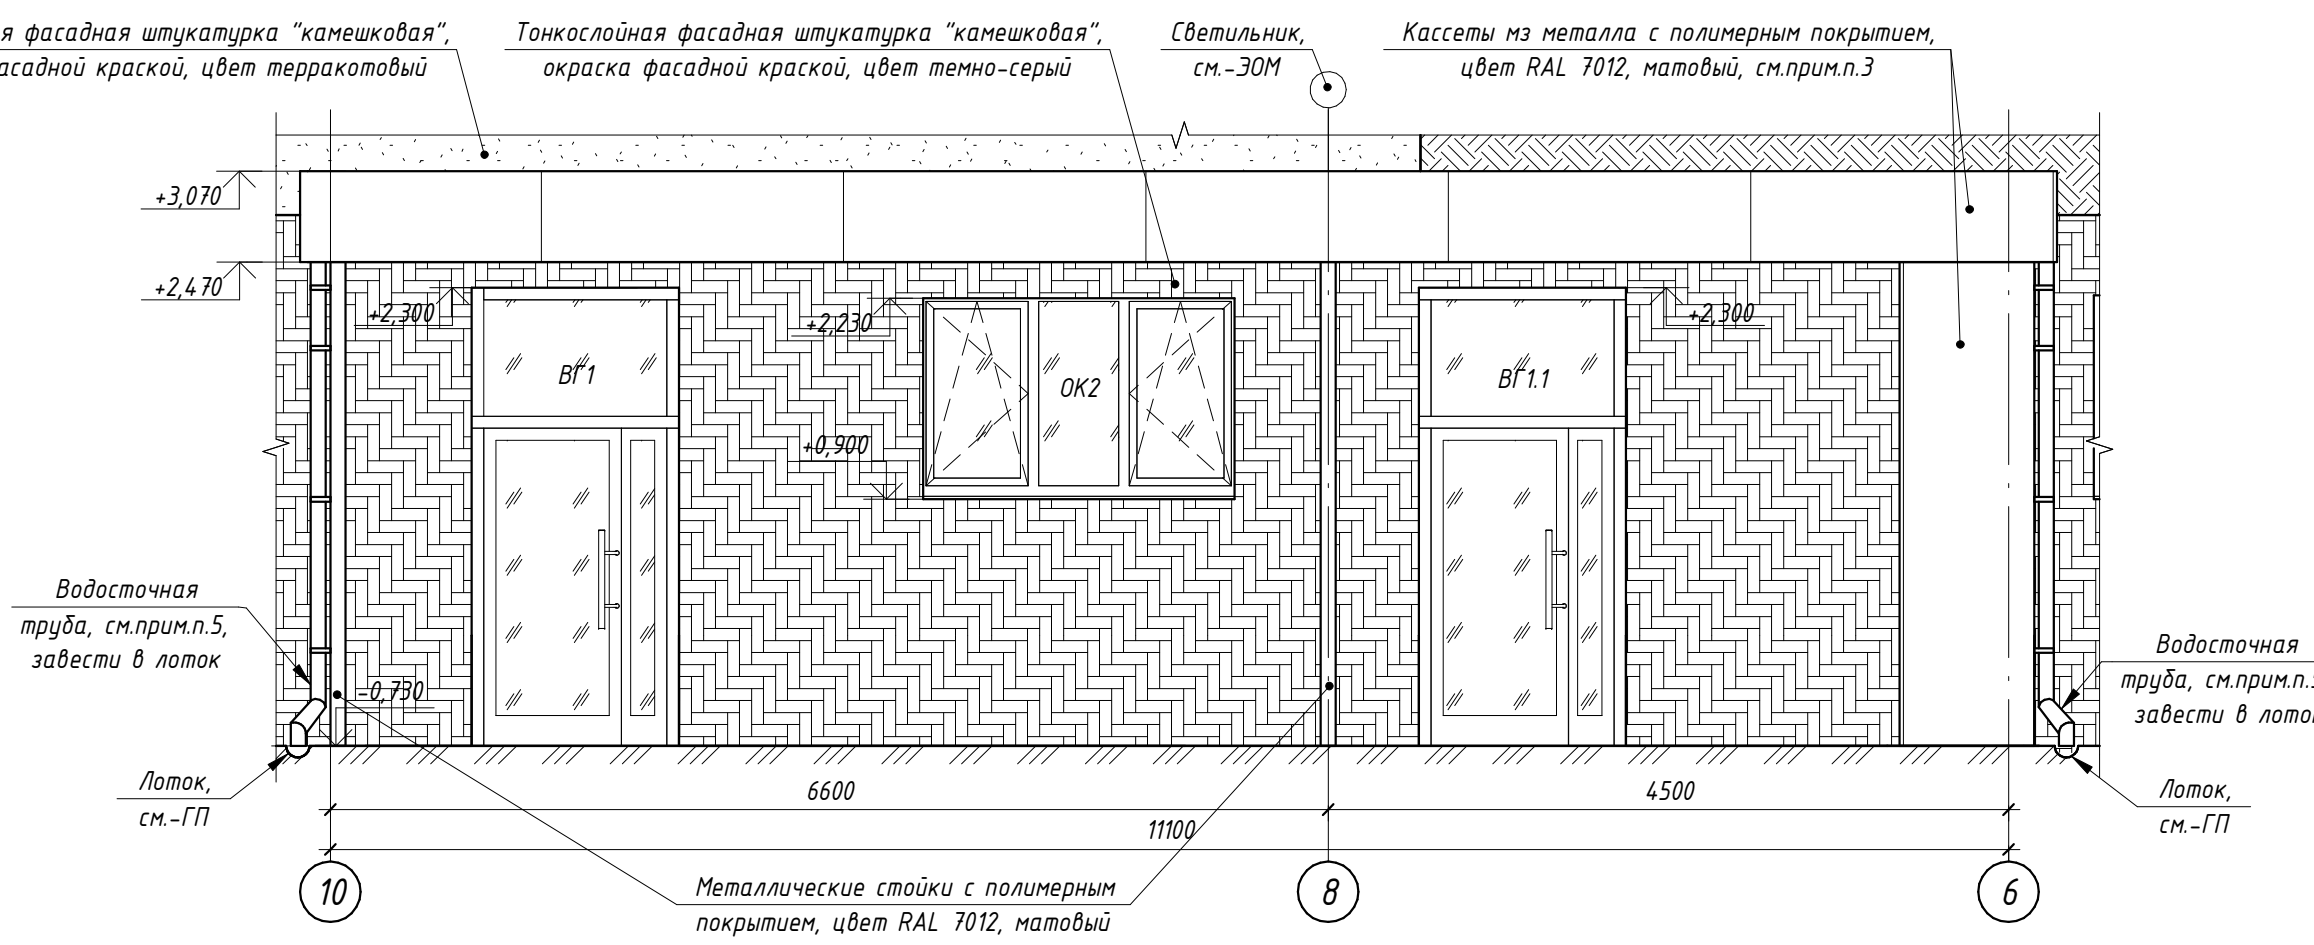 я фасадная штукатурка "камешковая",
асадной краской, цвет терракотовый
Тонкослойная фасадная штукатурка "камешковая",
окраска фасадной краской, цвет темно-серый
Светильник,
см.-ЭОМ
Кассеты мз металла с полимерным покрытием,
цвет RAL 7012, матовый, см.прим.п.3
+3,070
+2,470
+2,300
+2,230
+2,300
ВГ1
ОК2
ВГ1.1
+0,900
-0,730
Водосточная
труба, см.прим.п.5,
завести в лоток
Лоток,
см.-ГП
Водосточная
труба, см.прим.п.5
завести в лоток
Лоток,
см.-ГП
6600
4500
11100
Металлические стойки с полимерным
покрытием, цвет RAL 7012, матовый
10
8
6